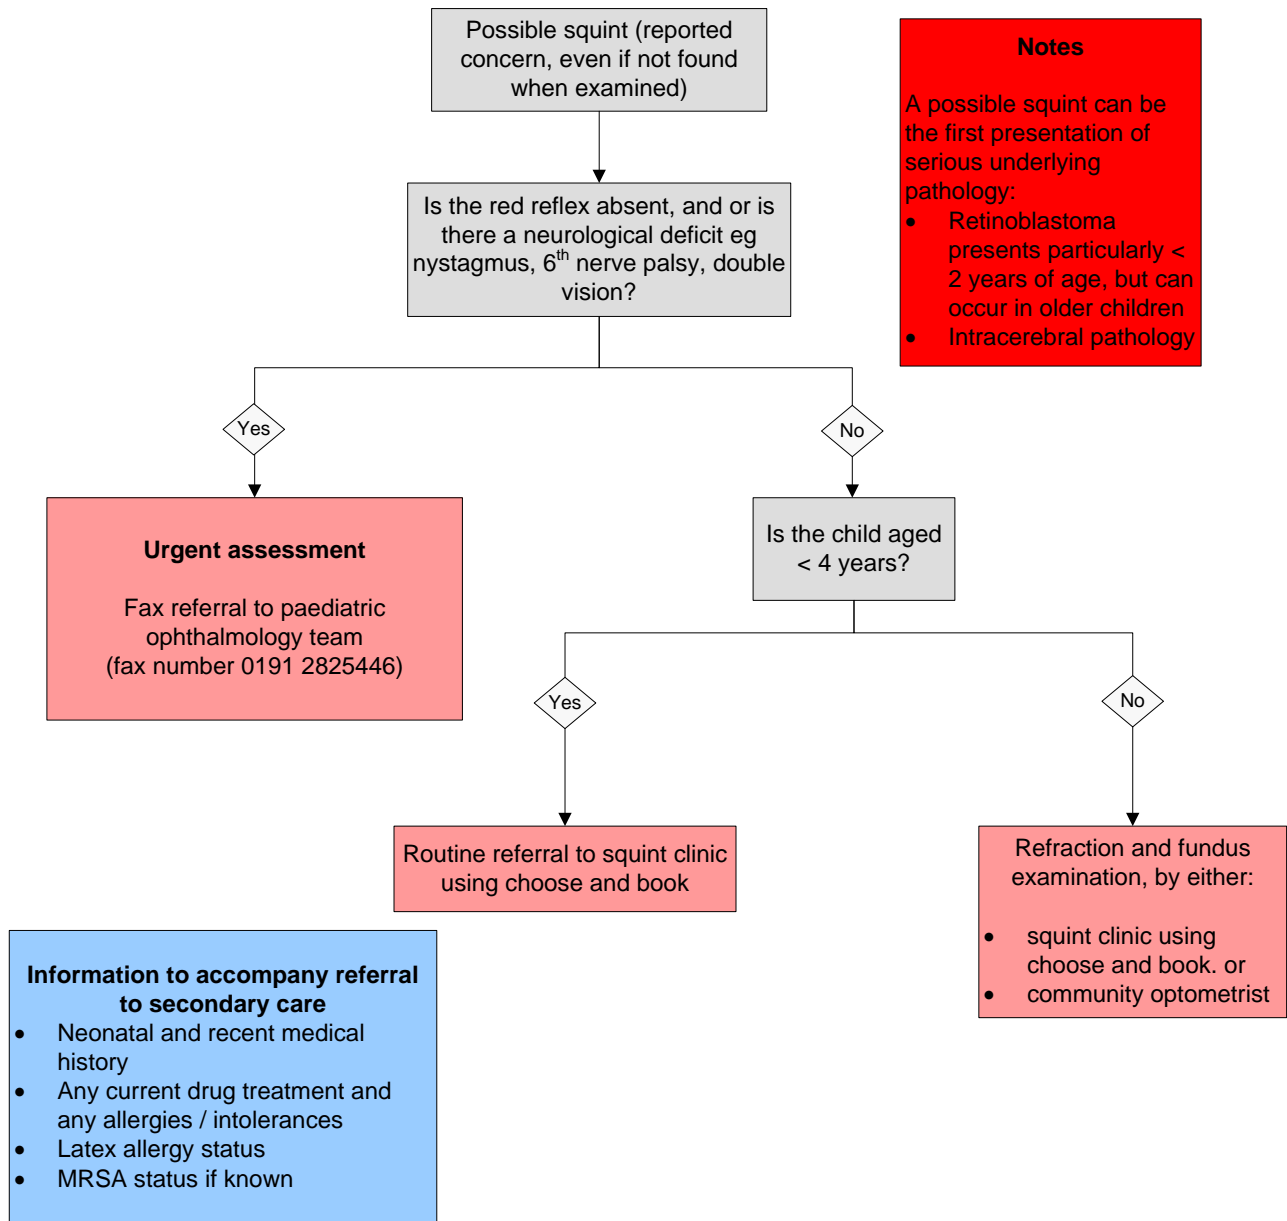 Possible squint (reported
concern, even if not found
when examined)
Notes
A possible squint can be
the first presentation of
serious underlying
pathology:
• Retinoblastoma
presents particularly <
2 years of age, but can
occur in older children
• Intracerebral pathology
Is the red reflex absent, and or is
there a neurological deficit eg
nystagmus, 6th nerve palsy, double
vision?
Yes
No
Urgent assessment
Fax referral to paediatric
ophthalmology team
(fax number 0191 2825446)
Is the child aged
< 4 years?
Yes
No
Routine referral to squint clinic
using choose and book
Refraction and fundus
examination, by either:
• squint clinic using
choose and book. or
• community optometrist
Information to accompany referral
to secondary care
• Neonatal and recent medical
history
• Any current drug treatment and
any allergies / intolerances
• Latex allergy status
• MRSA status if known